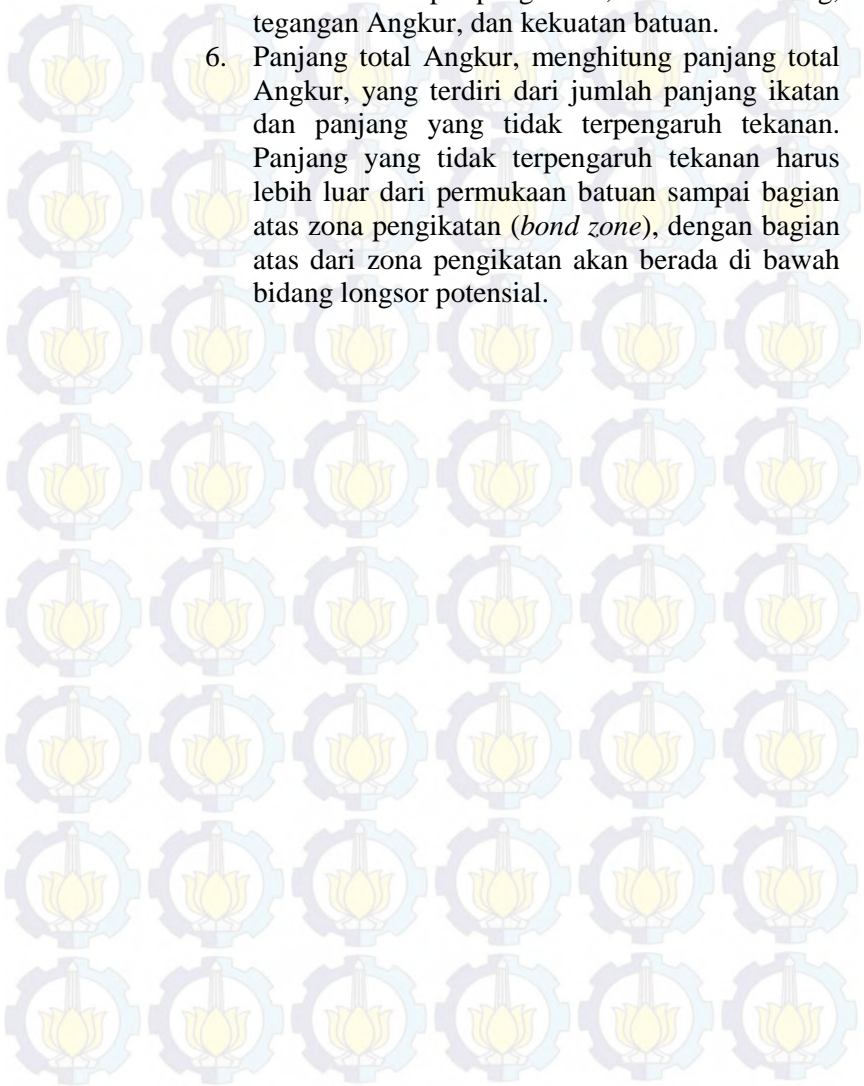 tegangan Angkur, dan kekuatan batuan.
6. Panjang total Angkur, menghitung panjang total
Angkur, yang terdiri dari jumlah panjang ikatan
dan panjang yang tidak terpengaruh tekanan.
Panjang yang tidak terpengaruh tekanan harus
lebih luar dari permukaan batuan sampai bagian
atas zona pengikatan (bond zone), dengan bagian
atas dari zona pengikatan akan berada di bawah
bidang longsor potensial.